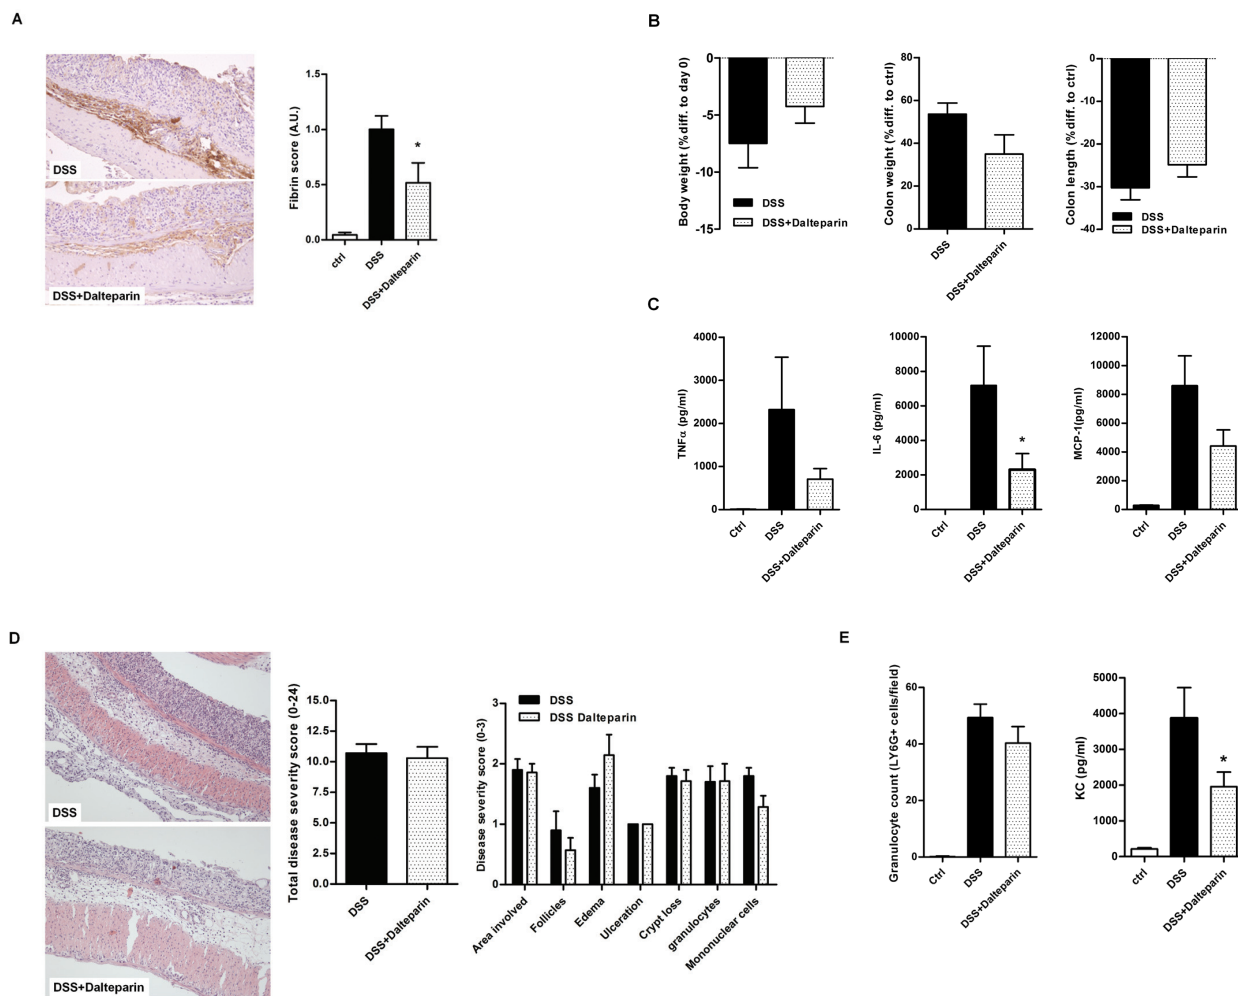 A
DSS
DSS+Dalteparin
Fibrin score (A.U.)
1.5
1.0
0.5
0.0
*
ctrl
DSS
DSS+Dalteparin
B
Body weight (% diff. to day 0)
0
-5
-10
-15
DSS
DSS+Dalteparin
Colon weight (% diff. to ctrl)
80
60
40
20
0
DSS
DSS+Dalteparin
Colon length (% diff. to ctrl)
0
-10
-20
-30
-40
DSS
DSS+Dalteparin
C
TNFα (pg/ml)
4000
3000
2000
1000
0
Ctrl
DSS
DSS+Dalteparin
IL-6 (pg/ml)
10000
8000
6000
4000
2000
0
*
Ctrl
DSS
DSS+Dalteparin
MCP-1(pg/ml)
12000
10000
8000
6000
4000
2000
0
Ctrl
DSS
DSS+Dalteparin
D
DSS
DSS+Dalteparin
Total disease severity score (0-24)
15.0
12.5
10.0
7.5
5.0
2.5
0.0
DSS
DSS+Dalteparin
Disease severity score (0-3)
3
2
1
0
DSS
DSS Dalteparin
Area involved
Follicles
Edema
Ulceration
Crypt loss
granulocytes
Mononuclear cells
E
Granulocyte count (LY6G+ cells/field)
60
40
20
0
Ctrl
DSS
DSS+Dalteparin
KC (pg/ml)
5000
4000
3000
2000
1000
0
*
ctrl
DSS
DSS+Dalteparin